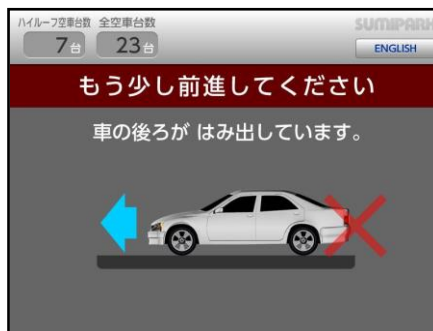 ハイルーフ空車台数 全空車台数
7台 23台
SUMIPARK
ENGLISH
もう少し前進してください
車の後ろが はみ出しています。